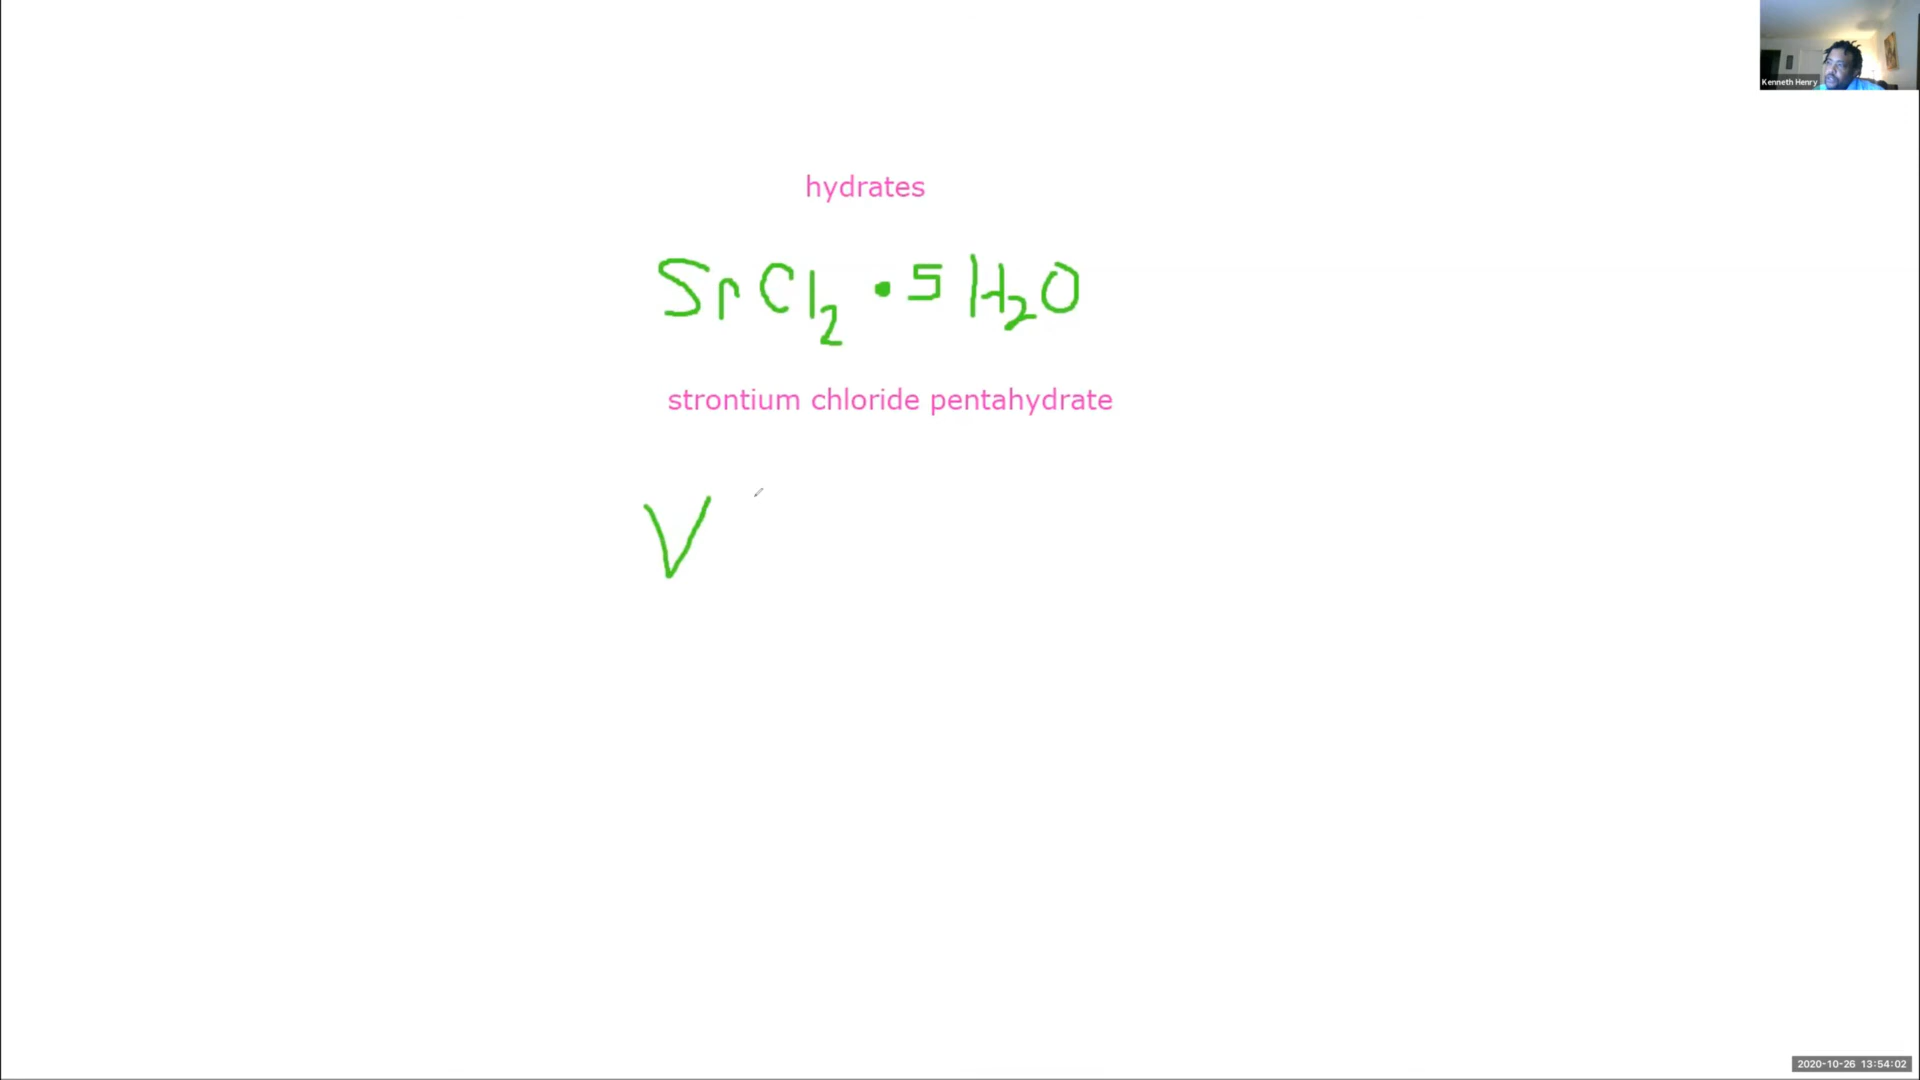 Kenneth Henry
hydrates
SrCl₂ • 5 H₂O
strontium chloride pentahydrate
V
2020-10-26 13:54:02